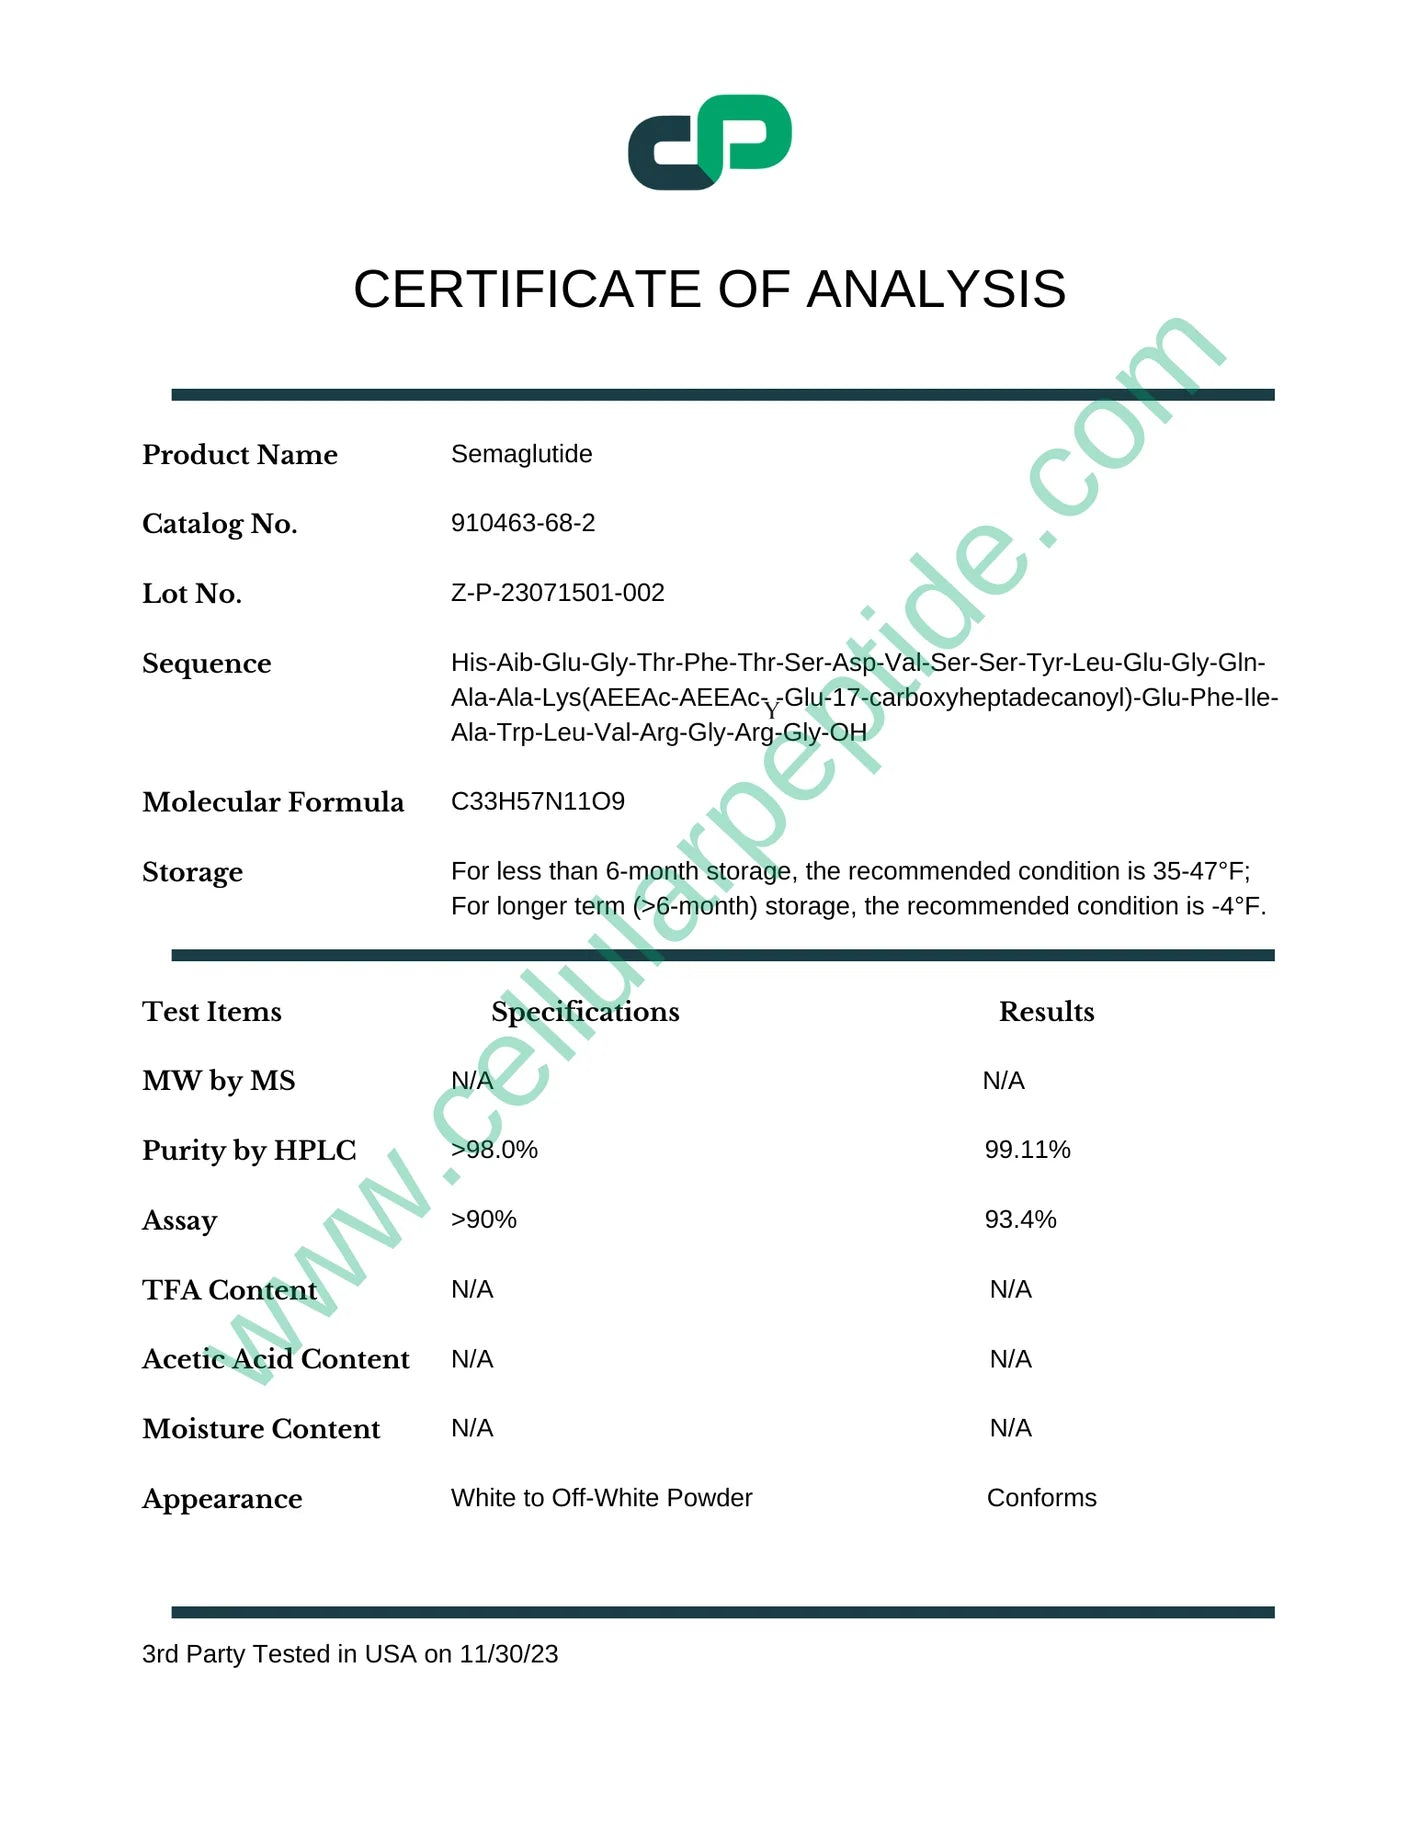 CP
CERTIFICATE OF ANALYSIS
Product Name Semaglutide
Catalog No. 910463-68-2
Lot No. Z-P-23071501-002
Sequence His-Aib-Glu-Gly-Thr-Phe-Thr-Ser-Asp-Val-Ser-Ser-Tyr-Leu-Glu-Gly-Gln-
Ala-Ala-Lys(AEEAc-AEEAc-γ-Glu-17-carboxyheptadecanoyl)-Glu-Phe-Ile-
Ala-Trp-Leu-Val-Arg-Gly-Arg-Gly-OH
Molecular Formula C33H57N11O9
Storage For less than 6-month storage, the recommended condition is 35-47°F;
For longer term (>6-month) storage, the recommended condition is -4°F.
Test Items Specifications Results
MW by MS N/A N/A
Purity by HPLC >98.0% 99.11%
Assay >90% 93.4%
TFA Content N/A N/A
Acetic Acid Content N/A N/A
Moisture Content N/A N/A
Appearance White to Off-White Powder Conforms
3rd Party Tested in USA on 11/30/23
www.cellularpeptide.com